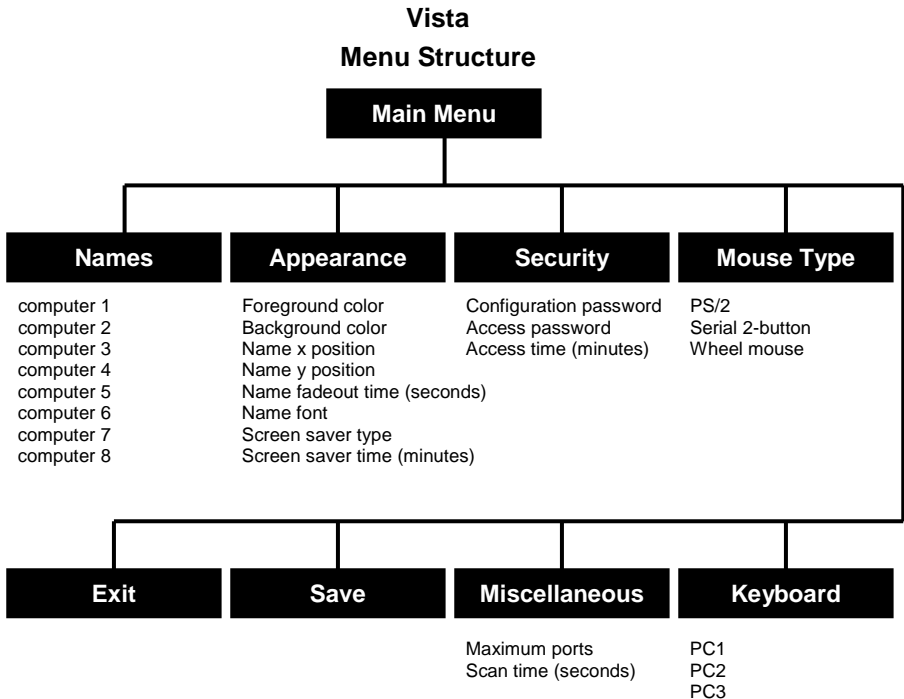 Vista
Menu Structure
Main Menu
Names
computer 1
computer 2
computer 3
computer 4
computer 5
computer 6
computer 7
computer 8
Appearance
Foreground color
Background color
Name x position
Name y position
Name fadeout time (seconds)
Name font
Screen saver type
Screen saver time (minutes)
Security
Configuration password
Access password
Access time (minutes)
Mouse Type
PS/2
Serial 2-button
Wheel mouse
Exit
Save
Miscellaneous
Maximum ports
Scan time (seconds)
Keyboard
PC1
PC2
PC3